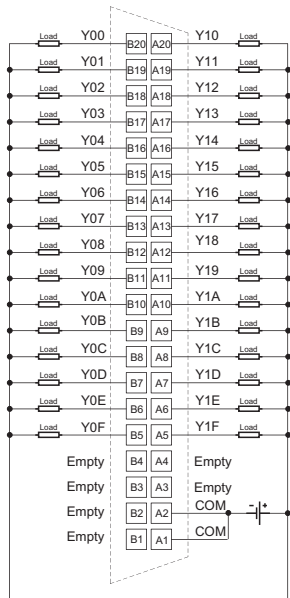 Load Y00 B20 A20 Y10 Load
Load Y01 B19 A19 Y11 Load
Load Y02 B18 A18 Y12 Load
Load Y03 B17 A17 Y13 Load
Load Y04 B16 A16 Y14 Load
Load Y05 B15 A15 Y15 Load
Load Y06 B14 A14 Y16 Load
Load Y07 B13 A13 Y17 Load
Load Y08 B12 A12 Y18 Load
Load Y09 B11 A11 Y19 Load
Load Y0A B10 A10 Y1A Load
Load Y0B B9 A9 Y1B Load
Load Y0C B8 A8 Y1C Load
Load Y0D B7 A7 Y1D Load
Load Y0E B6 A6 Y1E Load
Load Y0F B5 A5 Y1F Load
Empty B4 A4 Empty
Empty B3 A3 Empty
Empty B2 A2 COM - +
Empty B1 A1 COM